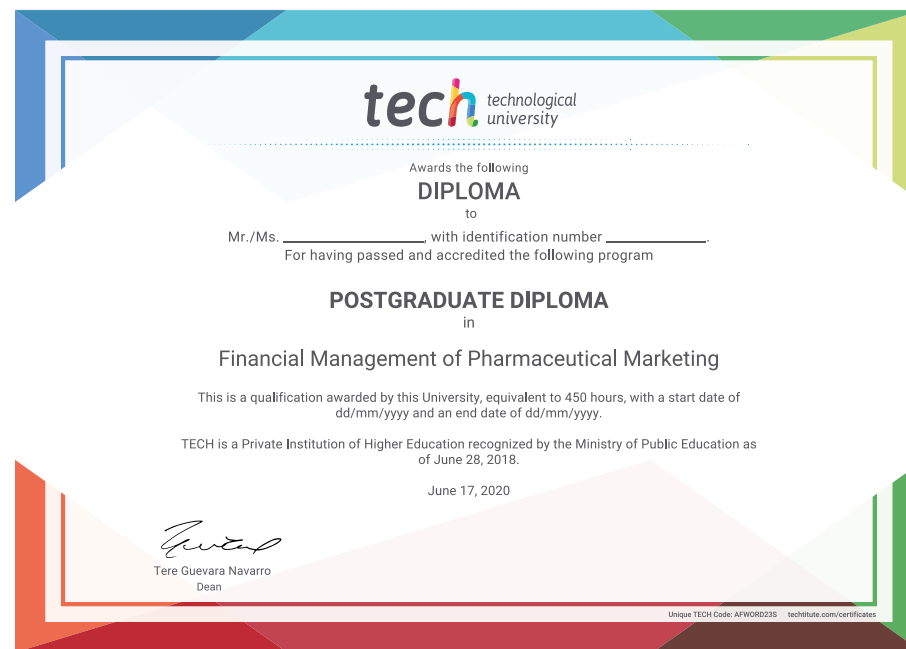 tech technological
university
Awards the following
DIPLOMA
to
Mr./Ms. ____________________, with identification number ______________.
For having passed and accredited the following program
POSTGRADUATE DIPLOMA
in
Financial Management of Pharmaceutical Marketing
This is a qualification awarded by this University, equivalent to 450 hours, with a start date of
dd/mm/yyyy and an end date of dd/mm/yyyy.
TECH is a Private Institution of Higher Education recognized by the Ministry of Public Education as
of June 28, 2018.
June 17, 2020
Tere Guevara Navarro
Dean
Unique TECH Code: AFWORD23S techtitute.com/certificates